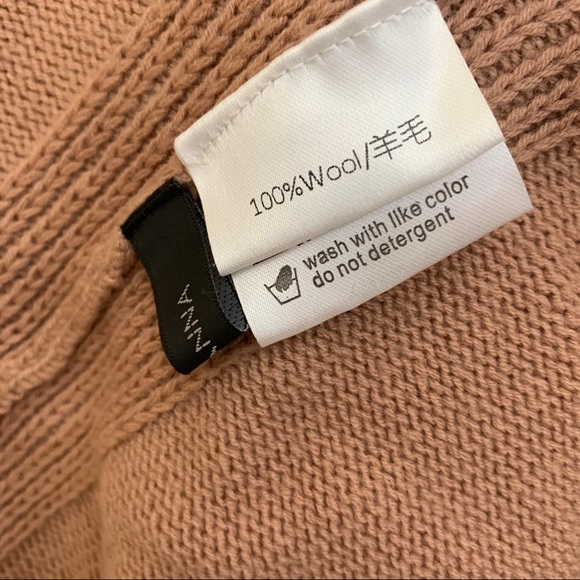 100%Wool/羊毛
wash with like color
do not detergent